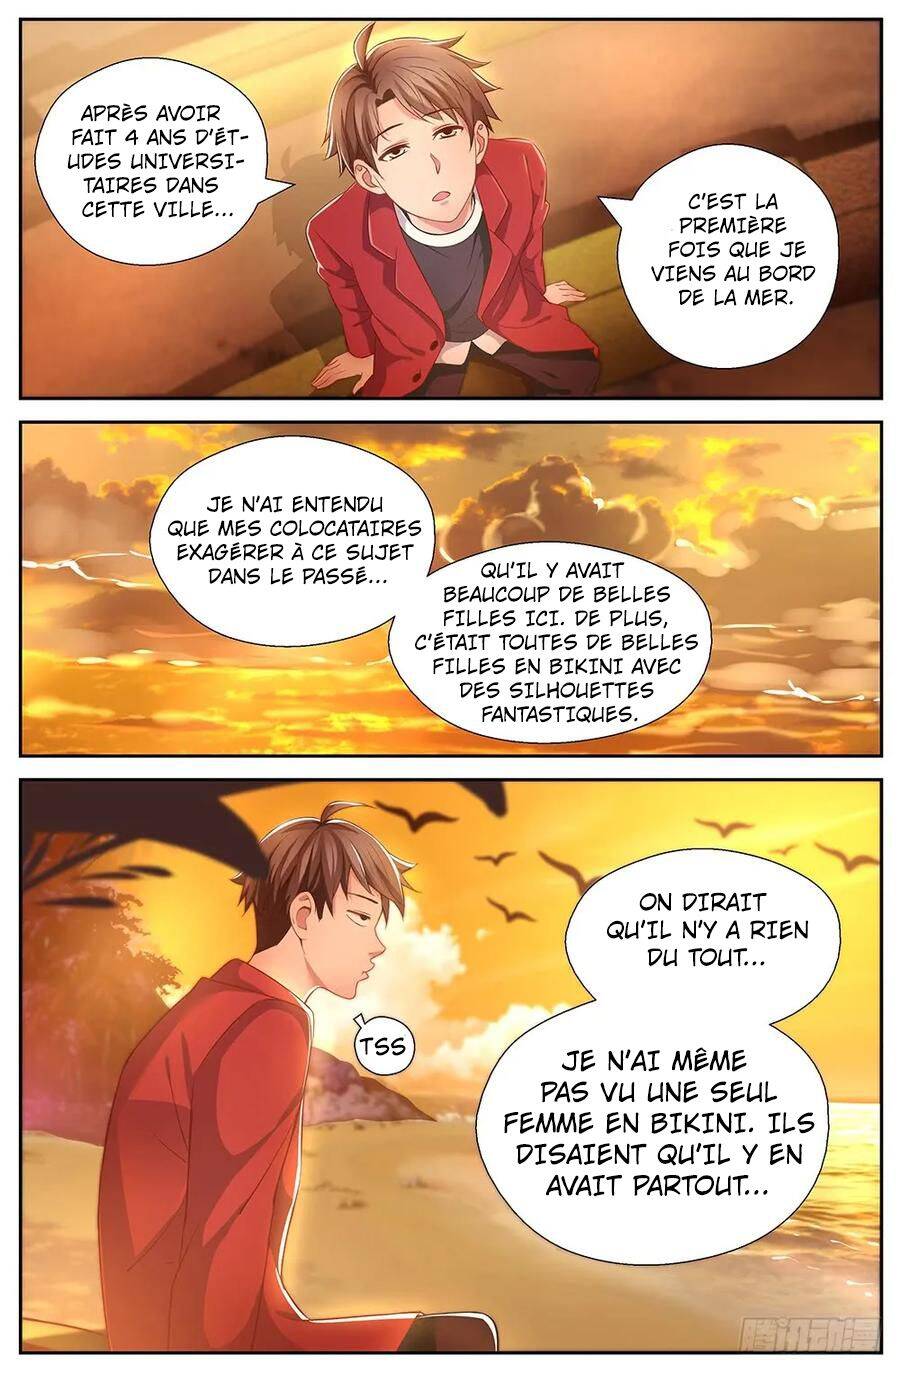 APRÈS AVOIR
FAIT 4 ANS D'ÉT-
UDES UNIVERSI-
TAIRES DANS
CETTE VILLE...
C'EST LA
PREMIÈRE
FOIS QUE JE
VIENS AU BORD
DE LA MER.
JE N'AI ENTENDU
QUE MES COLOCATAIRES
EXAGÉRER À CE SUJET
DANS LE PASSÉ...
QU'IL Y AVAIT
BEAUCOUP DE BELLES
FILLES ICI. DE PLUS,
C'ÉTAIT TOUTES DE BELLES
FILLES EN BIKINI AVEC
DES SILHOUETTES
FANTASTIQUES.
ON DIRAIT
QU'IL N'Y A RIEN
DU TOUT...
TSS
JE N'AI MÊME
PAS VU UNE SEUL
FEMME EN BIKINI. ILS
DISAIENT QU'IL Y EN
AVAIT PARTOUT...
腾讯动漫